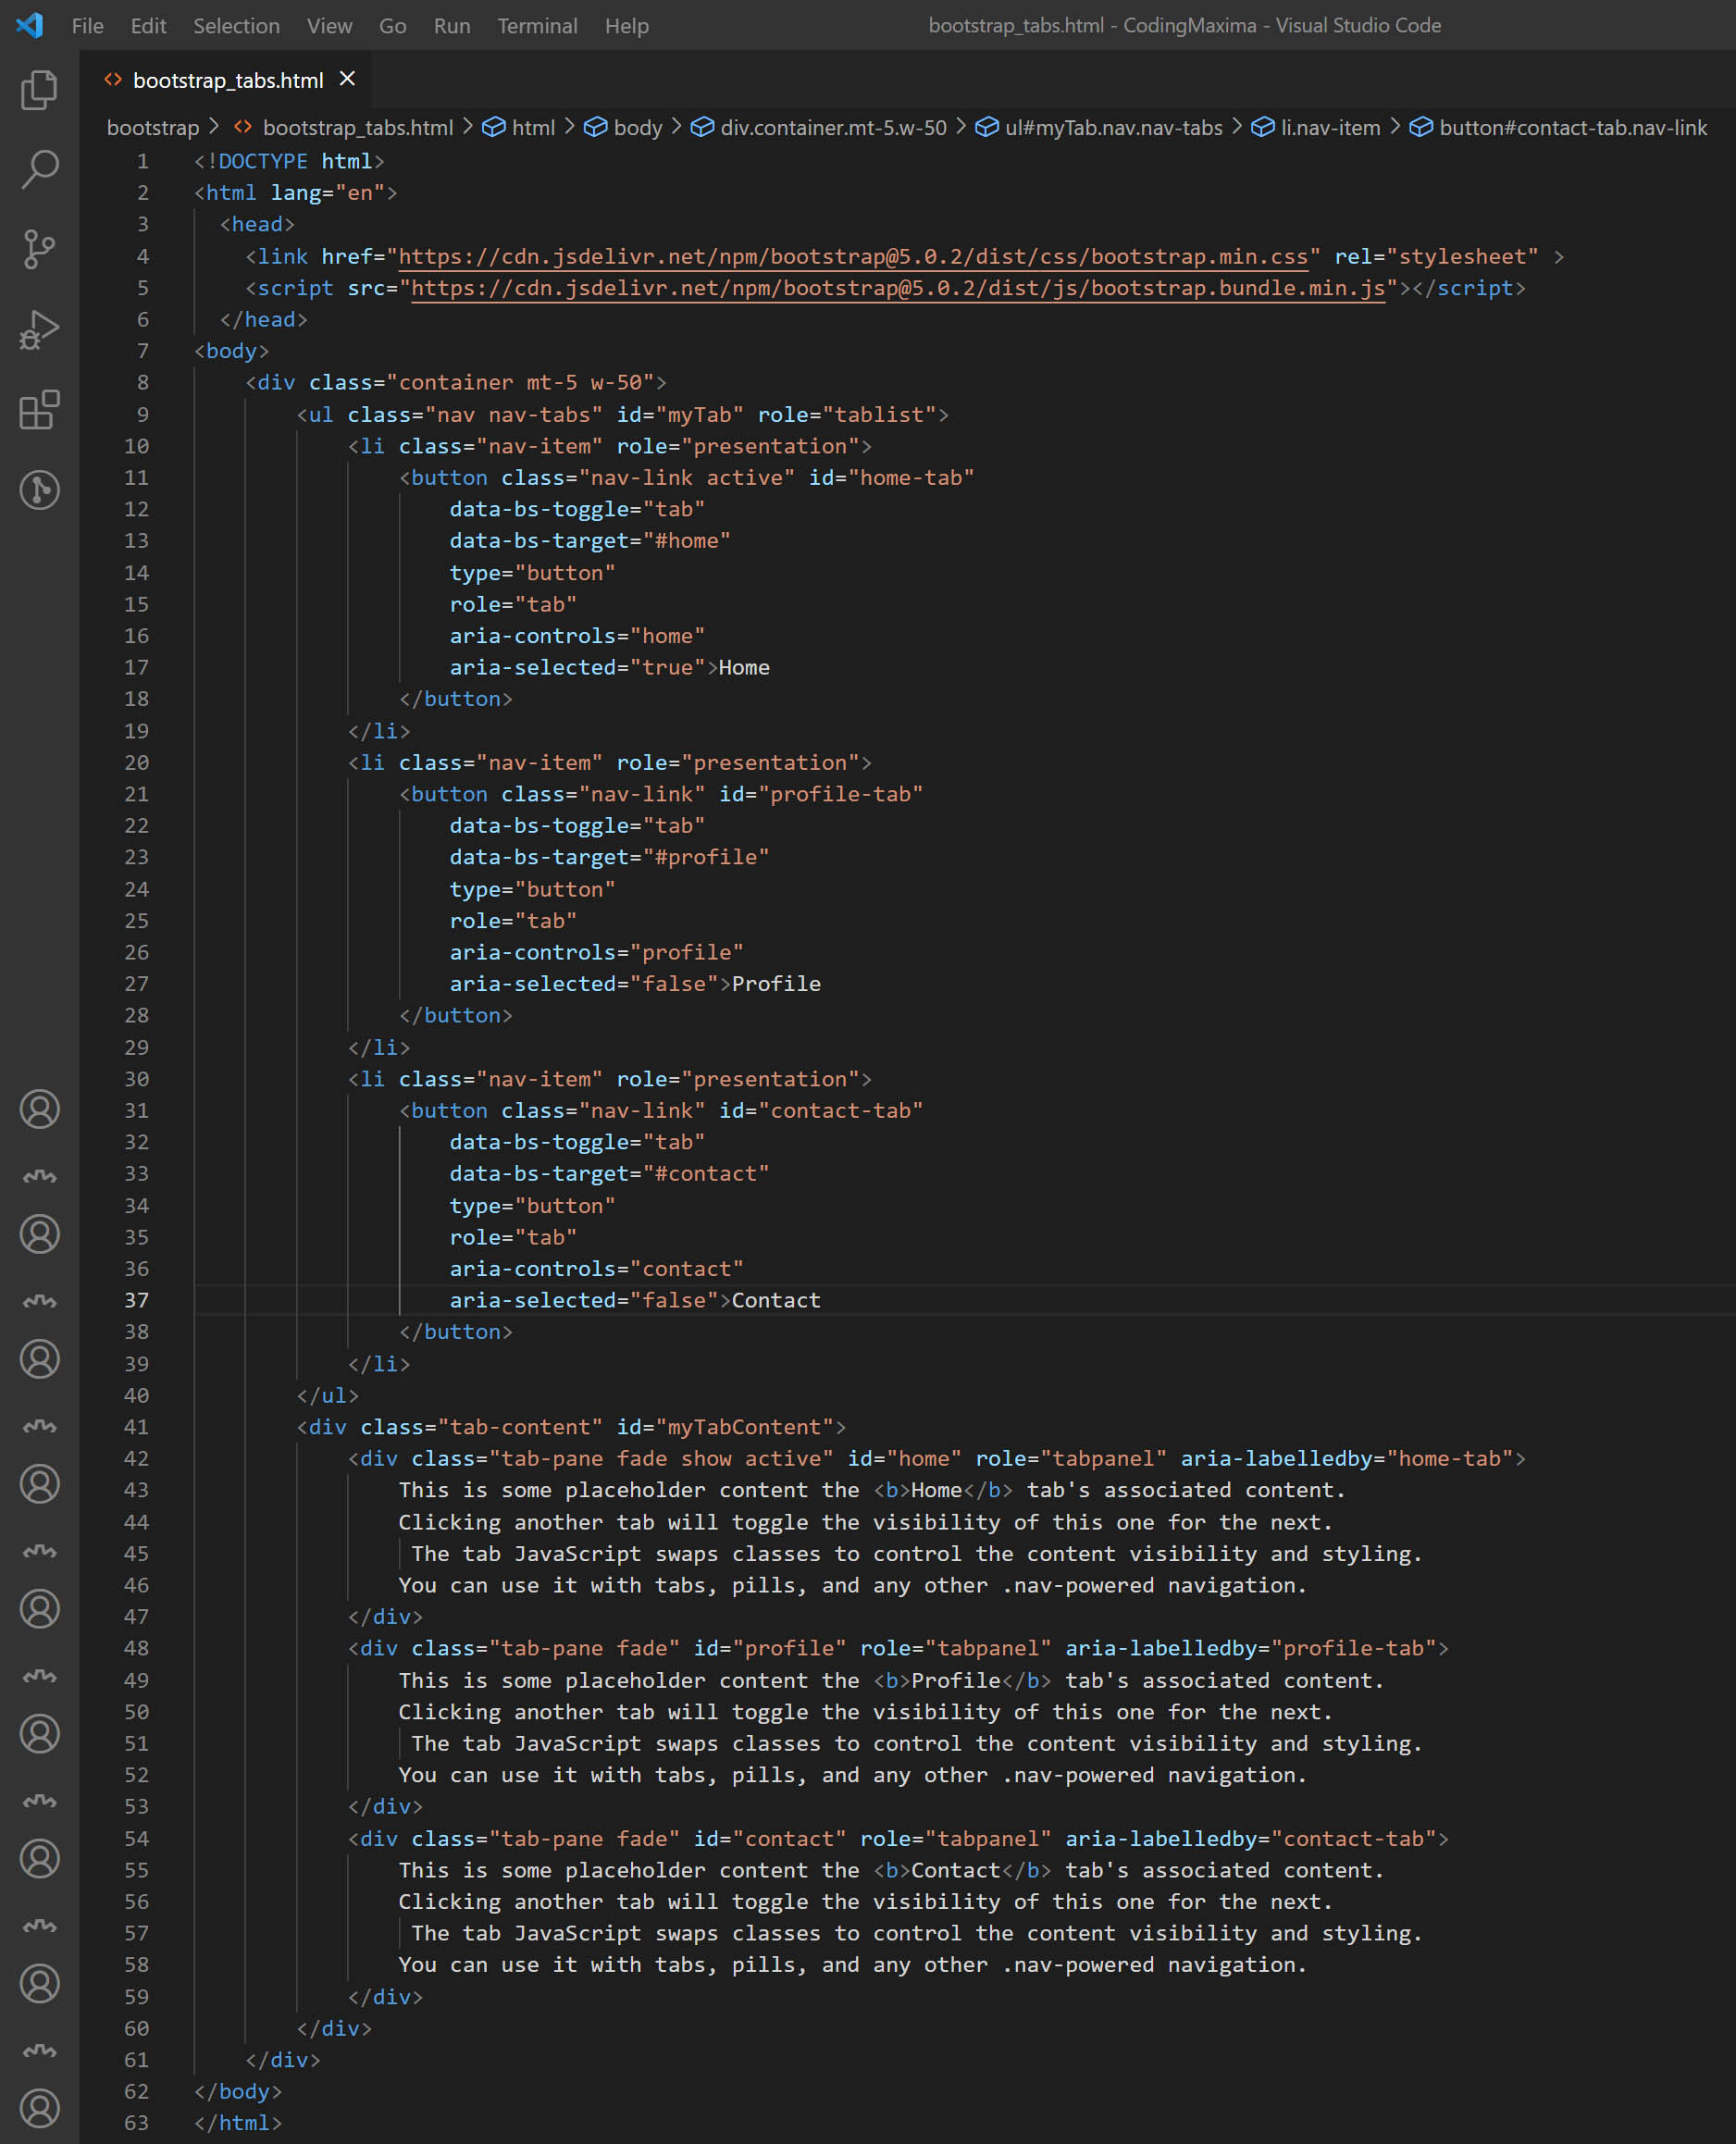 File Edit Selection View Go Run Terminal Help bootstrap_tabs.html - CodingMaxima - Visual Studio Code
bootstrap_tabs.html
bootstrap > bootstrap_tabs.html > html > body > div.container.mt-5.w-50 > ul#myTab.nav.nav-tabs > li.nav-item > button#contact-tab.nav-link
1 <!DOCTYPE html>
2 <html lang="en">
3 <head>
4 <link href="https://cdn.jsdelivr.net/npm/bootstrap@5.0.2/dist/css/bootstrap.min.css" rel="stylesheet" >
5 <script src="https://cdn.jsdelivr.net/npm/bootstrap@5.0.2/dist/js/bootstrap.bundle.min.js"></script>
6 </head>
7 <body>
8 <div class="container mt-5 w-50">
9 <ul class="nav nav-tabs" id="myTab" role="tablist">
10 <li class="nav-item" role="presentation">
11 <button class="nav-link active" id="home-tab"
12 data-bs-toggle="tab"
13 data-bs-target="#home"
14 type="button"
15 role="tab"
16 aria-controls="home"
17 aria-selected="true">Home
18 </button>
19 </li>
20 <li class="nav-item" role="presentation">
21 <button class="nav-link" id="profile-tab"
22 data-bs-toggle="tab"
23 data-bs-target="#profile"
24 type="button"
25 role="tab"
26 aria-controls="profile"
27 aria-selected="false">Profile
28 </button>
29 </li>
30 <li class="nav-item" role="presentation">
31 <button class="nav-link" id="contact-tab"
32 data-bs-toggle="tab"
33 data-bs-target="#contact"
34 type="button"
35 role="tab"
36 aria-controls="contact"
37 aria-selected="false">Contact
38 </button>
39 </li>
40 </ul>
41 <div class="tab-content" id="myTabContent">
42 <div class="tab-pane fade show active" id="home" role="tabpanel" aria-labelledby="home-tab">
43 This is some placeholder content the <b>Home</b> tab's associated content.
44 Clicking another tab will toggle the visibility of this one for the next.
45 The tab JavaScript swaps classes to control the content visibility and styling.
46 You can use it with tabs, pills, and any other .nav-powered navigation.
47 </div>
48 <div class="tab-pane fade" id="profile" role="tabpanel" aria-labelledby="profile-tab">
49 This is some placeholder content the <b>Profile</b> tab's associated content.
50 Clicking another tab will toggle the visibility of this one for the next.
51 The tab JavaScript swaps classes to control the content visibility and styling.
52 You can use it with tabs, pills, and any other .nav-powered navigation.
53 </div>
54 <div class="tab-pane fade" id="contact" role="tabpanel" aria-labelledby="contact-tab">
55 This is some placeholder content the <b>Contact</b> tab's associated content.
56 Clicking another tab will toggle the visibility of this one for the next.
57 The tab JavaScript swaps classes to control the content visibility and styling.
58 You can use it with tabs, pills, and any other .nav-powered navigation.
59 </div>
60 </div>
61 </div>
62 </body>
63 </html>